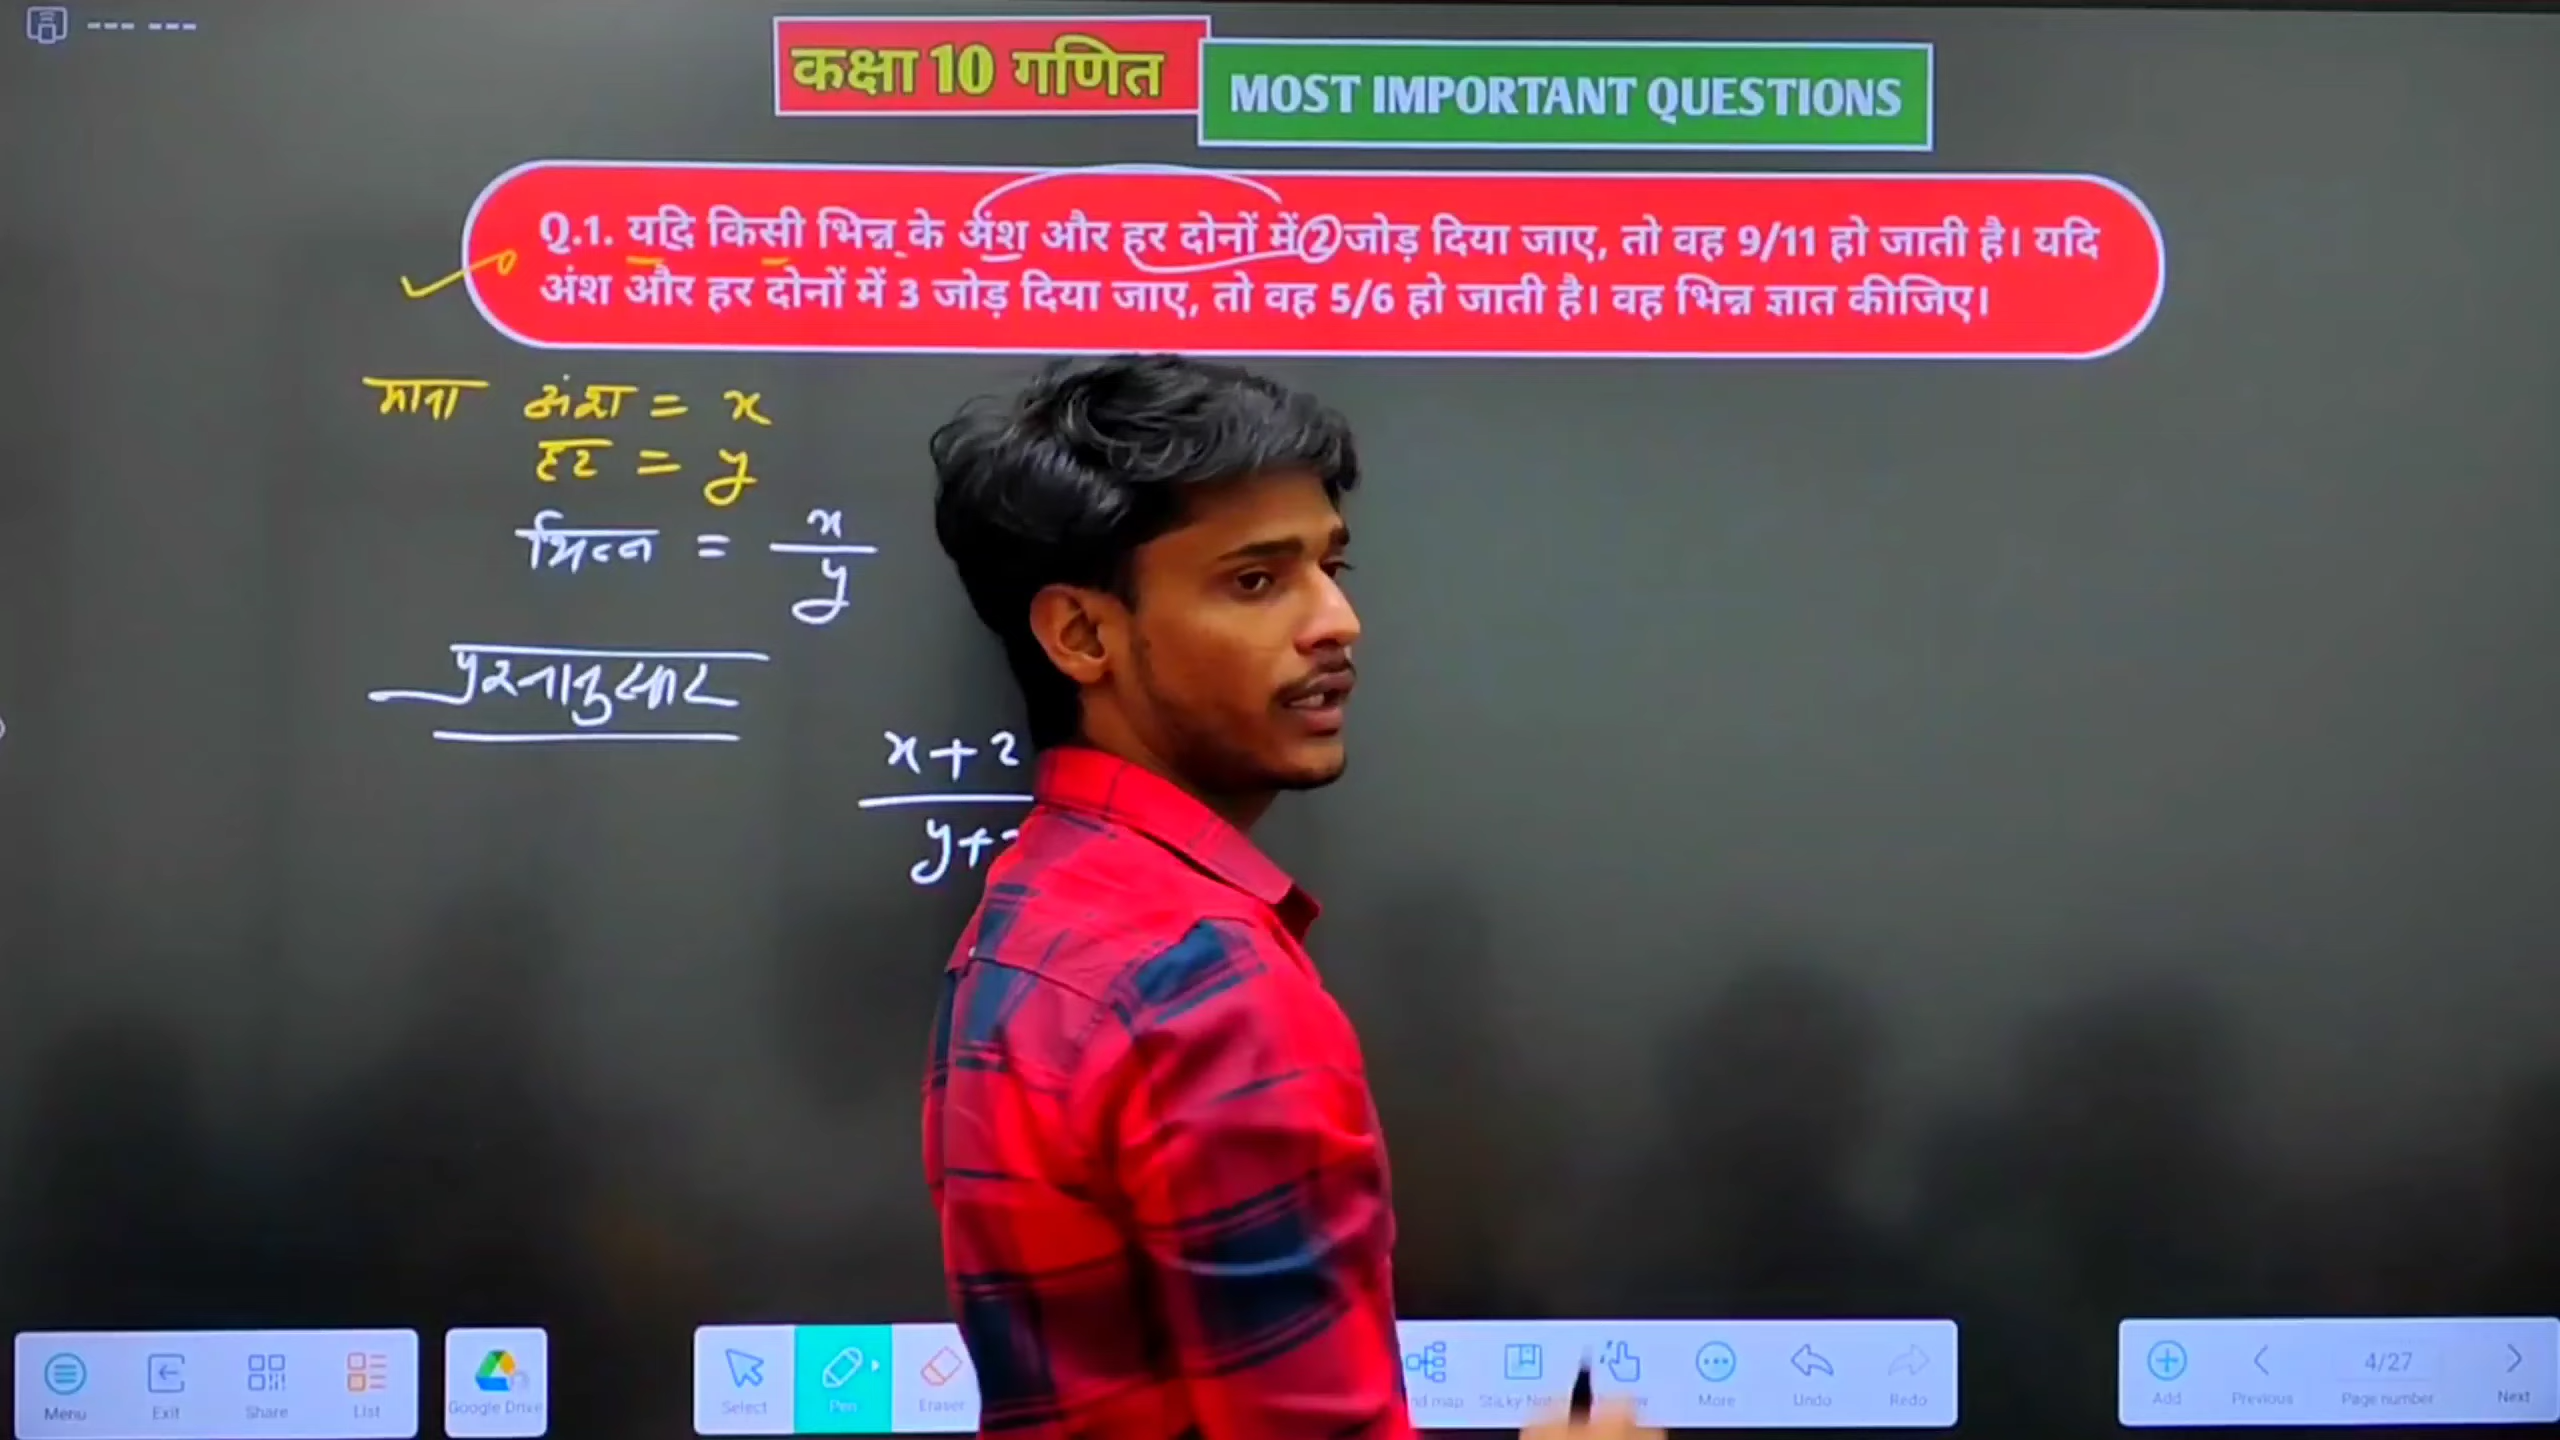 कक्षा 10 गणित
MOST IMPORTANT QUESTIONS
Q.1. यदि किसी भिन्न के अंश और हर दोनों में 2 जोड़ दिया जाए, तो वह 9/11 हो जाती है। यदि
अंश और हर दोनों में 3 जोड़ दिया जाए, तो वह 5/6 हो जाती है। वह भिन्न ज्ञात कीजिए।
माना अंश = x
हर = y
भिन्न = x/y
प्रश्नानुसार
x+2
y+
Menu Exit Share List Google Drive Select Pen Eraser nd map Sticky More Undo Redo Add Previous 4/27 Page number Next